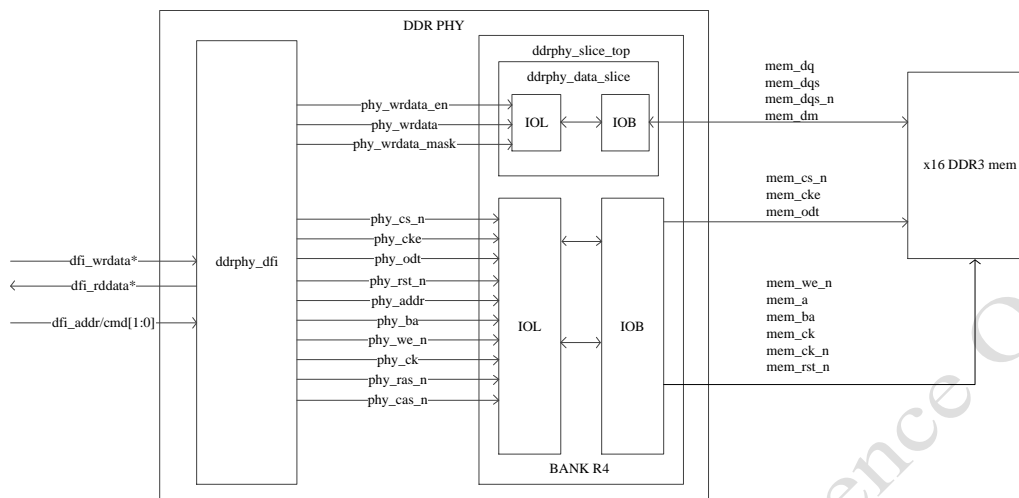 DDR PHY
ddrphy_slice_top
ddrphy_data_slice
phy_wrdata_en
phy_wrdata
phy_wrdata_mask
IOL
IOB
mem_dq
mem_dqs
mem_dqs_n
mem_dm
x16 DDR3 mem
mem_cs_n
mem_cke
mem_odt
dfi_wrdata*
dfi_rddata*
dfi_addr/cmd[1:0]
ddrphy_dfi
phy_cs_n
phy_cke
phy_odt
phy_rst_n
phy_addr
phy_ba
phy_we_n
phy_ck
phy_ras_n
phy_cas_n
IOL
IOB
mem_we_n
mem_a
mem_ba
mem_ck
mem_ck_n
mem_rst_n
BANK R4